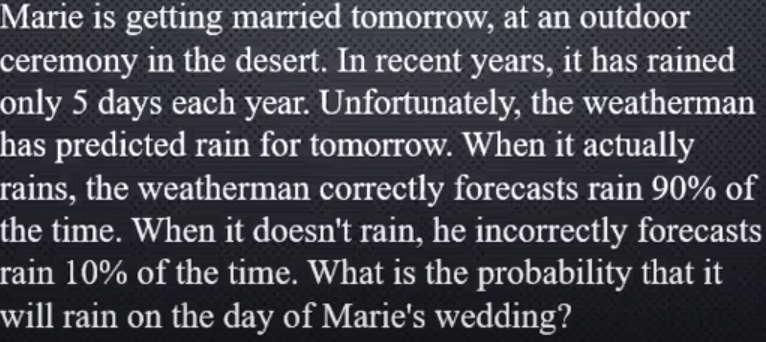 Marie is getting married tomorrow, at an outdoor
ceremony in the desert. In recent years, it has rained
only 5 days each year. Unfortunately, the weatherman
has predicted rain for tomorrow. When it actually
rains, the weatherman correctly forecasts rain 90% of
the time. When it doesn't rain, he incorrectly forecasts
rain 10% of the time. What is the probability that it
will rain on the day of Marie's wedding?